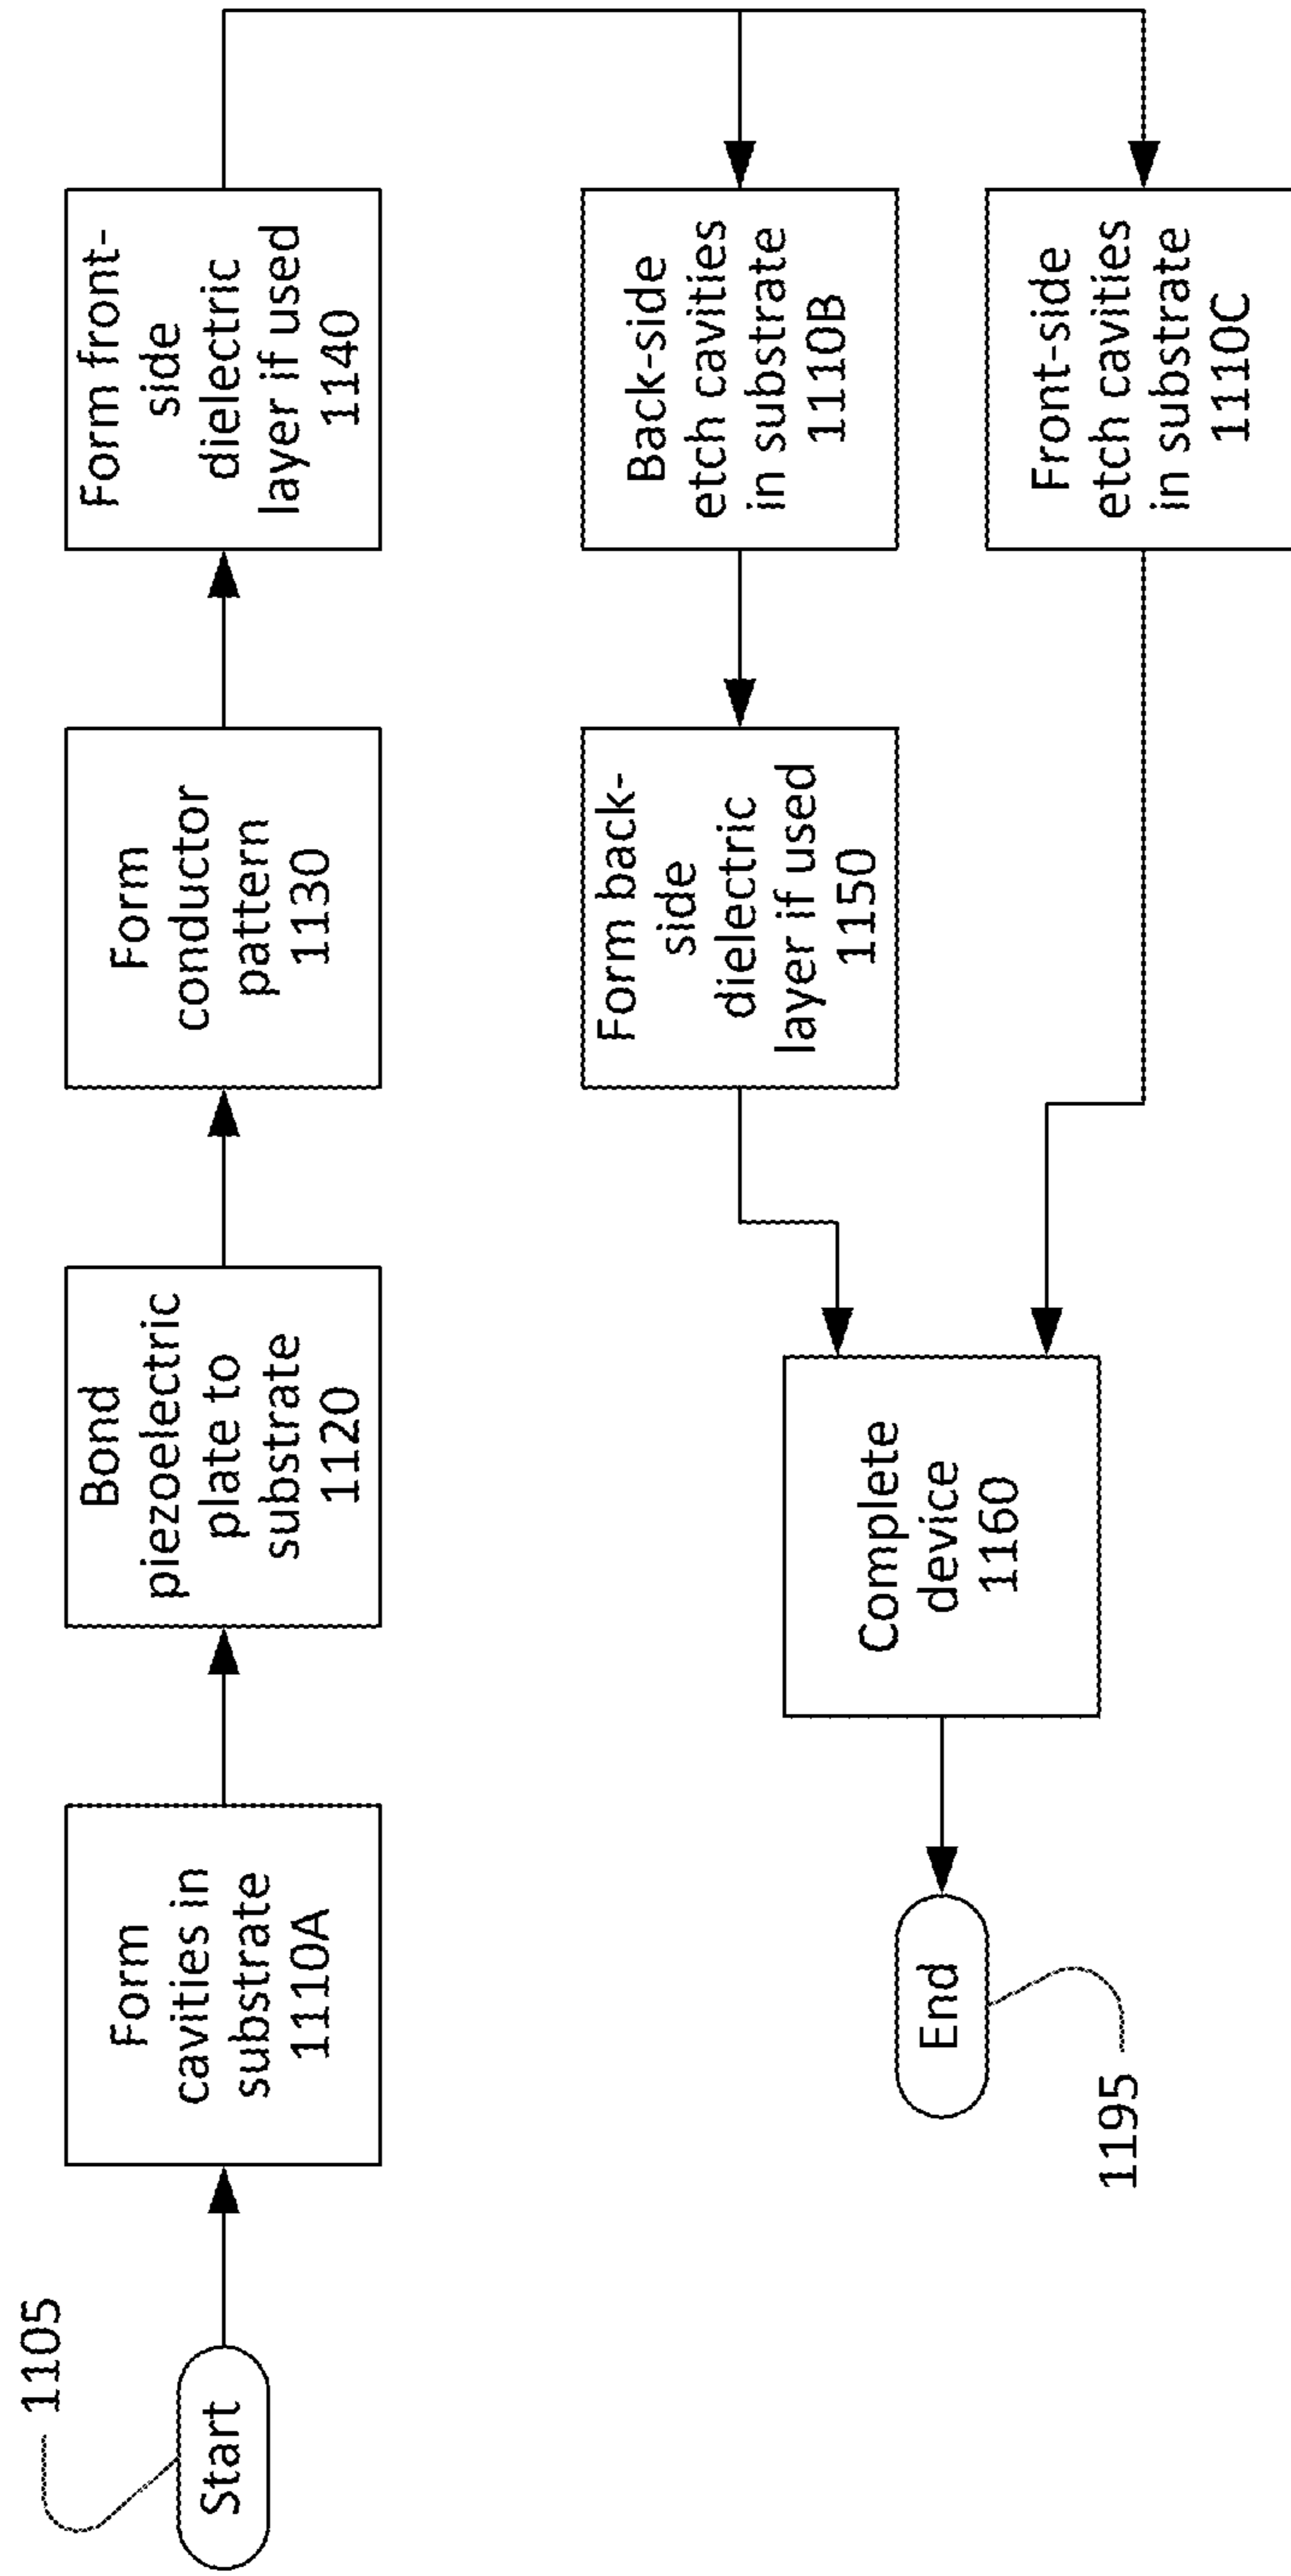 1105
Start
Form
cavities in
substrate
1110A
Bond
piezoelectric
plate to
substrate
1120
Form
conductor
pattern
1130
Form front-
side
dielectric
layer if used
1140
Back-side
etch cavities
in substrate
1110B
Form back-
side
dielectric
layer if used
1150
Front-side
etch cavities
in substrate
1110C
Complete
device
1160
End
1195